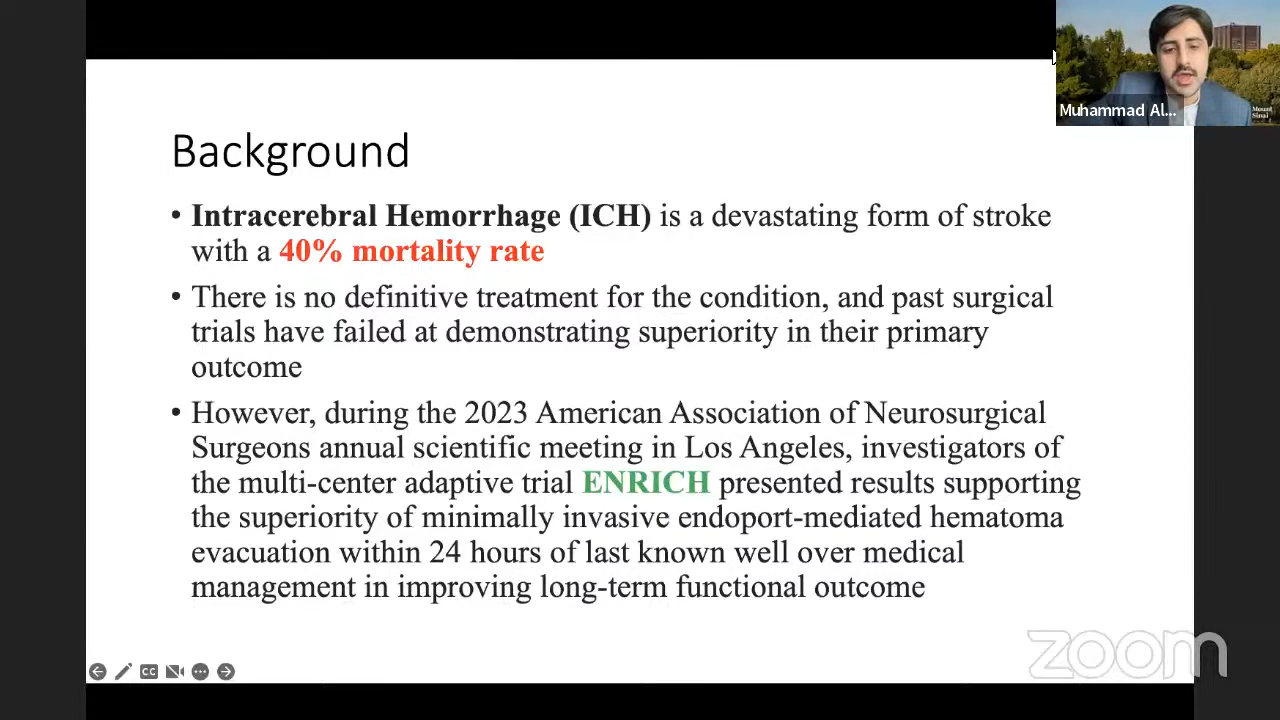 Muhammad Al...
Mount
Sinai
Background
• Intracerebral Hemorrhage (ICH) is a devastating form of stroke
with a 40% mortality rate
• There is no definitive treatment for the condition, and past surgical
trials have failed at demonstrating superiority in their primary
outcome
• However, during the 2023 American Association of Neurosurgical
Surgeons annual scientific meeting in Los Angeles, investigators of
the multi-center adaptive trial ENRICH presented results supporting
the superiority of minimally invasive endoport-mediated hematoma
evacuation within 24 hours of last known well over medical
management in improving long-term functional outcome
CC
zoom